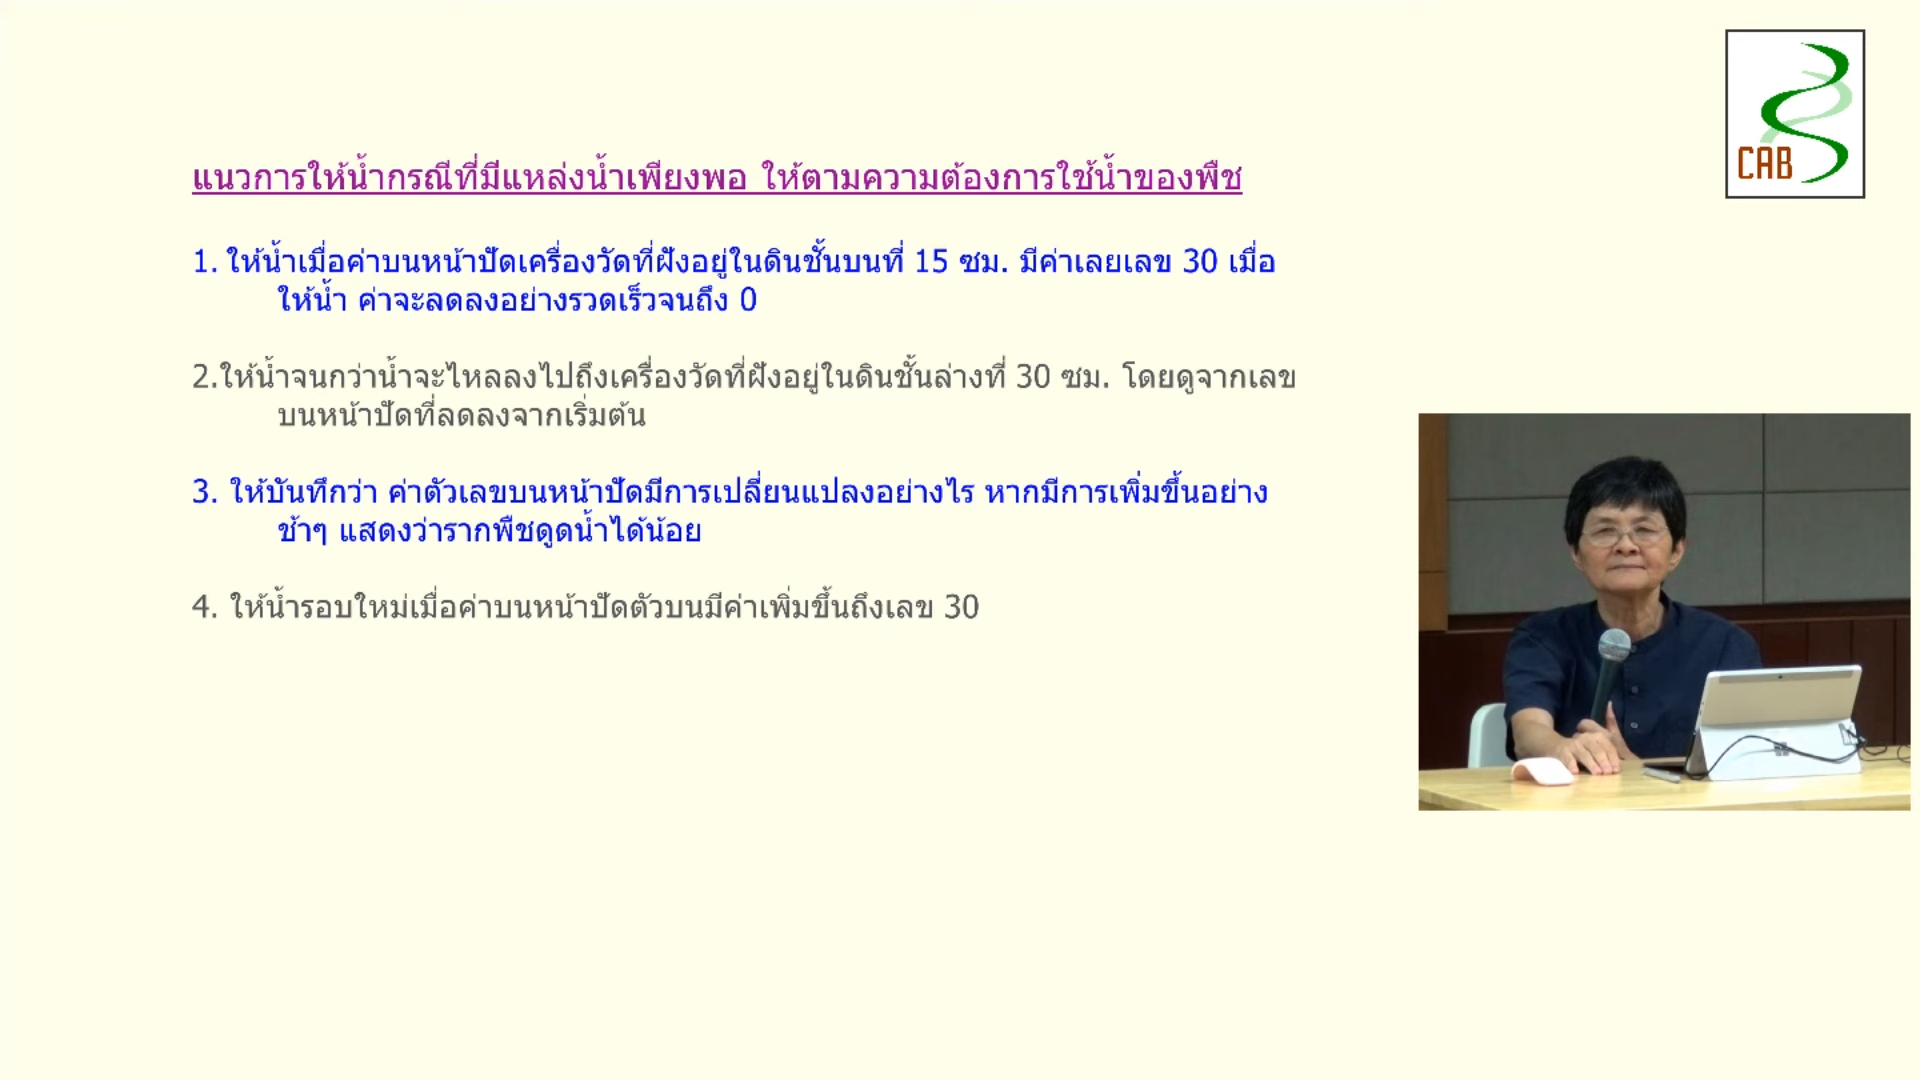 CAB
แนวการให้น้ำกรณีที่มีแหล่งน้ำเพียงพอ ให้ตามความต้องการใช้น้ำของพืช
1. ให้น้ำเมื่อค่าบนหน้าปัดเครื่องวัดที่ฝังอยู่ในดินชั้นบนที่ 15 ซม. มีค่าเลยเลข 30 เมื่อ
ให้น้ำ ค่าจะลดลงอย่างรวดเร็วจนถึง 0
2.ให้น้ำจนกว่าน้ำจะไหลลงไปถึงเครื่องวัดที่ฝังอยู่ในดินชั้นล่างที่ 30 ซม. โดยดูจากเลข
บนหน้าปัดที่ลดลงจากเริ่มต้น
3. ให้บันทึกว่า ค่าตัวเลขบนหน้าปัดมีการเปลี่ยนแปลงอย่างไร หากมีการเพิ่มขึ้นอย่าง
ช้าๆ แสดงว่ารากพืชดูดน้ำได้น้อย
4. ให้น้ำรอบใหม่เมื่อค่าบนหน้าปัดตัวบนมีค่าเพิ่มขึ้นถึงเลข 30